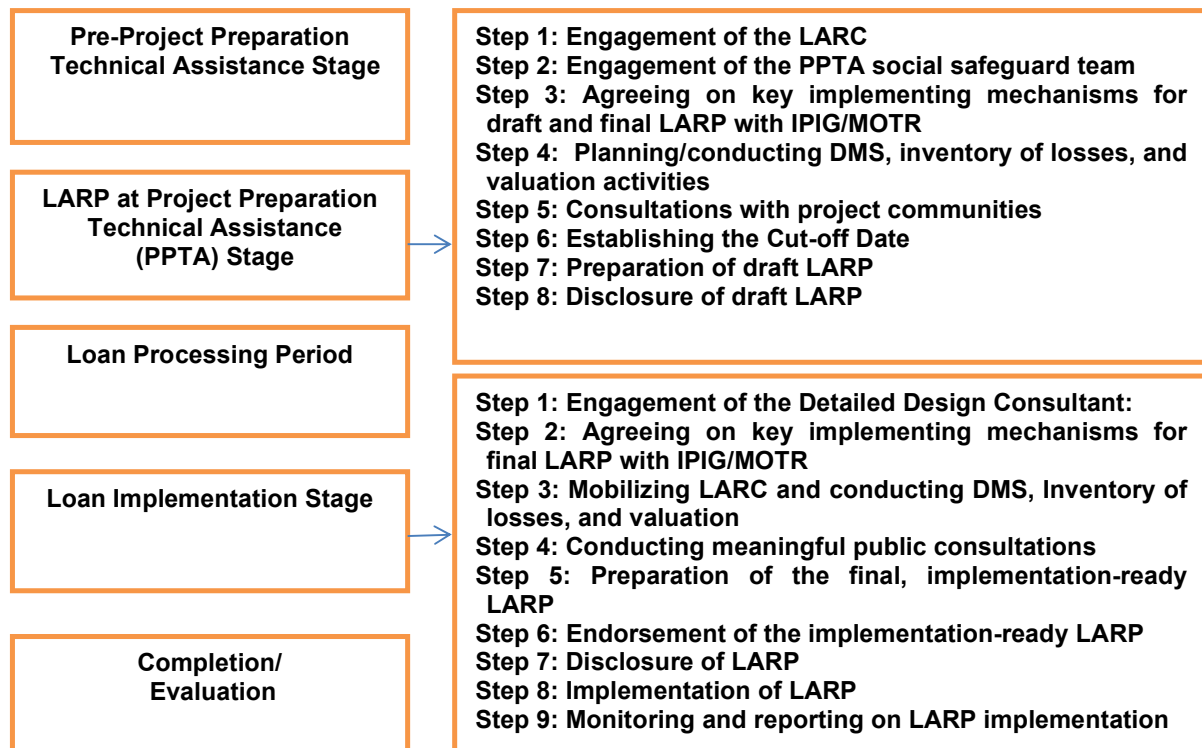 Pre-Project Preparation
Technical Assistance Stage
LARP at Project Preparation
Technical Assistance
(PPTA) Stage
Loan Processing Period
Loan Implementation Stage
Completion/
Evaluation
Step 1: Engagement of the LARC
Step 2: Engagement of the PPTA social safeguard team
Step 3: Agreeing on key implementing mechanisms for
draft and final LARP with IPIG/MOTR
Step 4: Planning/conducting DMS, inventory of losses, and
valuation activities
Step 5: Consultations with project communities
Step 6: Establishing the Cut-off Date
Step 7: Preparation of draft LARP
Step 8: Disclosure of draft LARP
Step 1: Engagement of the Detailed Design Consultant:
Step 2: Agreeing on key implementing mechanisms for
final LARP with IPIG/MOTR
Step 3: Mobilizing LARC and conducting DMS, Inventory of
losses, and valuation
Step 4: Conducting meaningful public consultations
Step 5: Preparation of the final, implementation-ready
LARP
Step 6: Endorsement of the implementation-ready LARP
Step 7: Disclosure of LARP
Step 8: Implementation of LARP
Step 9: Monitoring and reporting on LARP implementation